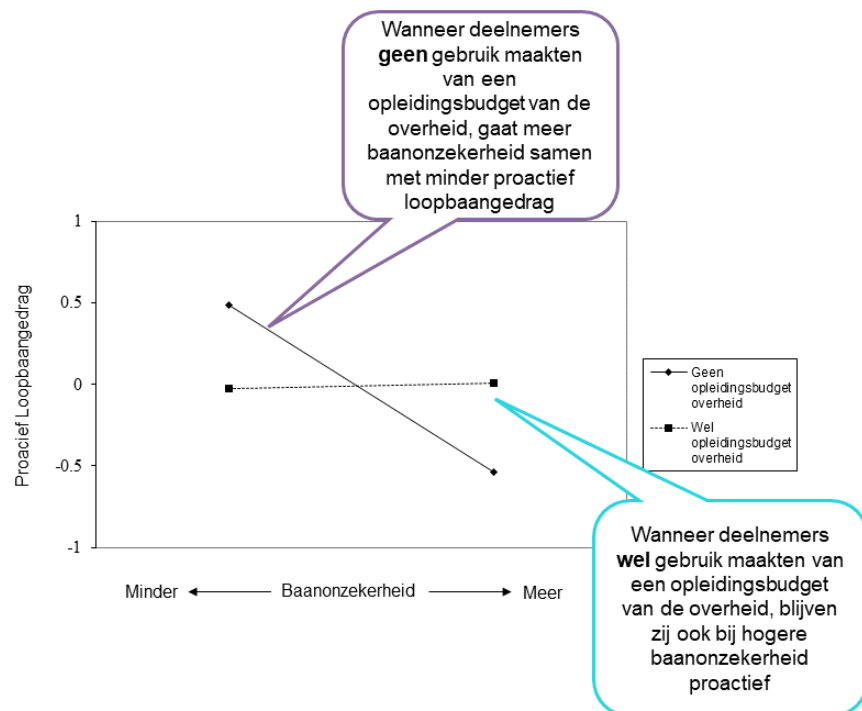 Wanneer deelnemers
geen gebruik maakten
van een
opleidingsbudget van de
overheid, gaat meer
baanonzekerheid samen
met minder proactief
loopbaangedrag
1
0.5
0
-0.5
-1
Proacief Loopbaangedrag
Geen
opleidingsbudget
overheid
Wel
opleidingsbudget
overheid
Minder Baanonzekerheid Meer
Wanneer deelnemers
wel gebruik maakten van
een opleidingsbudget
van de overheid, blijven
zij ook bij hogere
baanonzekerheid
proactief